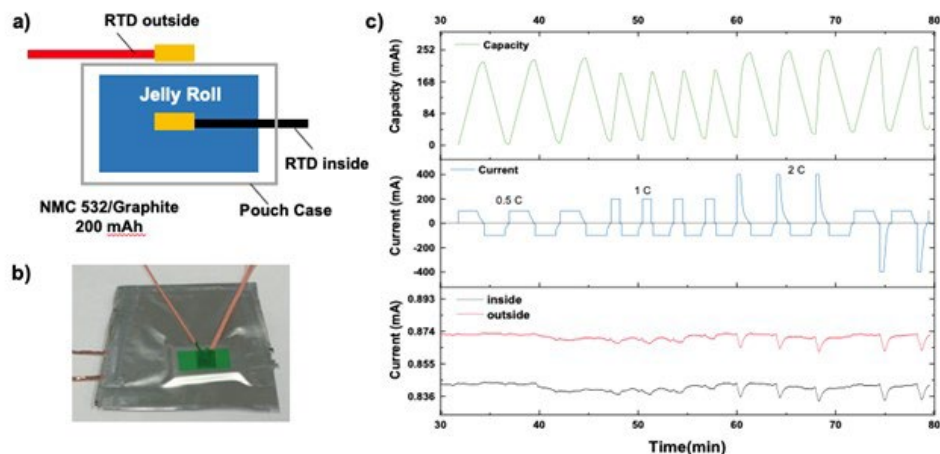 a)
RTD outside
Jelly Roll
RTD inside
Pouch Case
NMC 532/Graphite
200 mAh
b)
c)
30 40 50 60 70 80
Capacity
252
168
84
0
Capacity (mAh)
Current
400
200
0
-200
-400
Current (mA)
0.5 C
1 C
2 C
inside
outside
0.893
0.874
0.855
0.836
Current (mA)
30 40 50 60 70 80
Time(min)